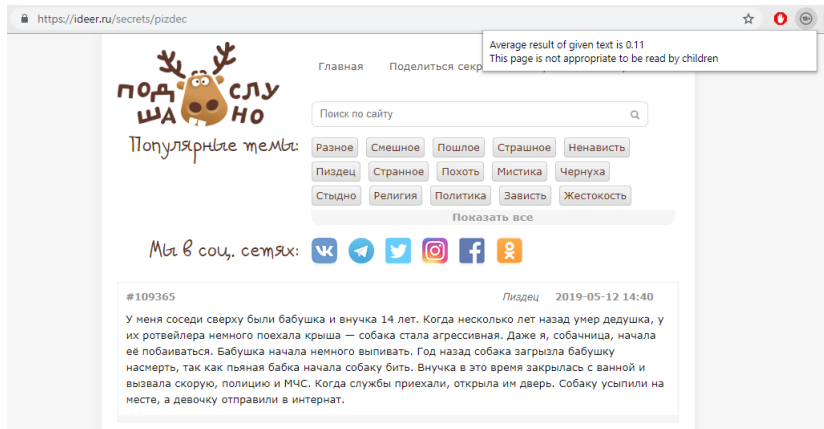 https://ideer.ru/secrets/pizdec
Average result of given text is 0.11
This page is not appropriate to be read by children
ПОДСЛУ
ШАНО
Главная Поделиться секр
Поиск по сайту
Популярные темы:
Разное Смешное Пошлое Страшное Ненависть
Пиздец Странное Похоть Мистика Чернуха
Стыдно Религия Политика Зависть Жестокость
Показать все
Мы в соц. сетях:
#109365 Пиздец 2019-05-12 14:40
У меня соседи сверху были бабушка и внучка 14 лет. Когда несколько лет назад умер дедушка, у
их ротвейлера немного поехала крыша — собака стала агрессивная. Даже я, собачница, начала
её побаиваться. Бабушка начала немного выпивать. Год назад собака загрызла бабушку
насмерть, так как пьяная бабка начала собаку бить. Внучка в это время закрылась с ванной и
вызвала скорую, полицию и МЧС. Когда службы приехали, открыла им дверь. Собаку усыпили на
месте, а девочку отправили в интернат.